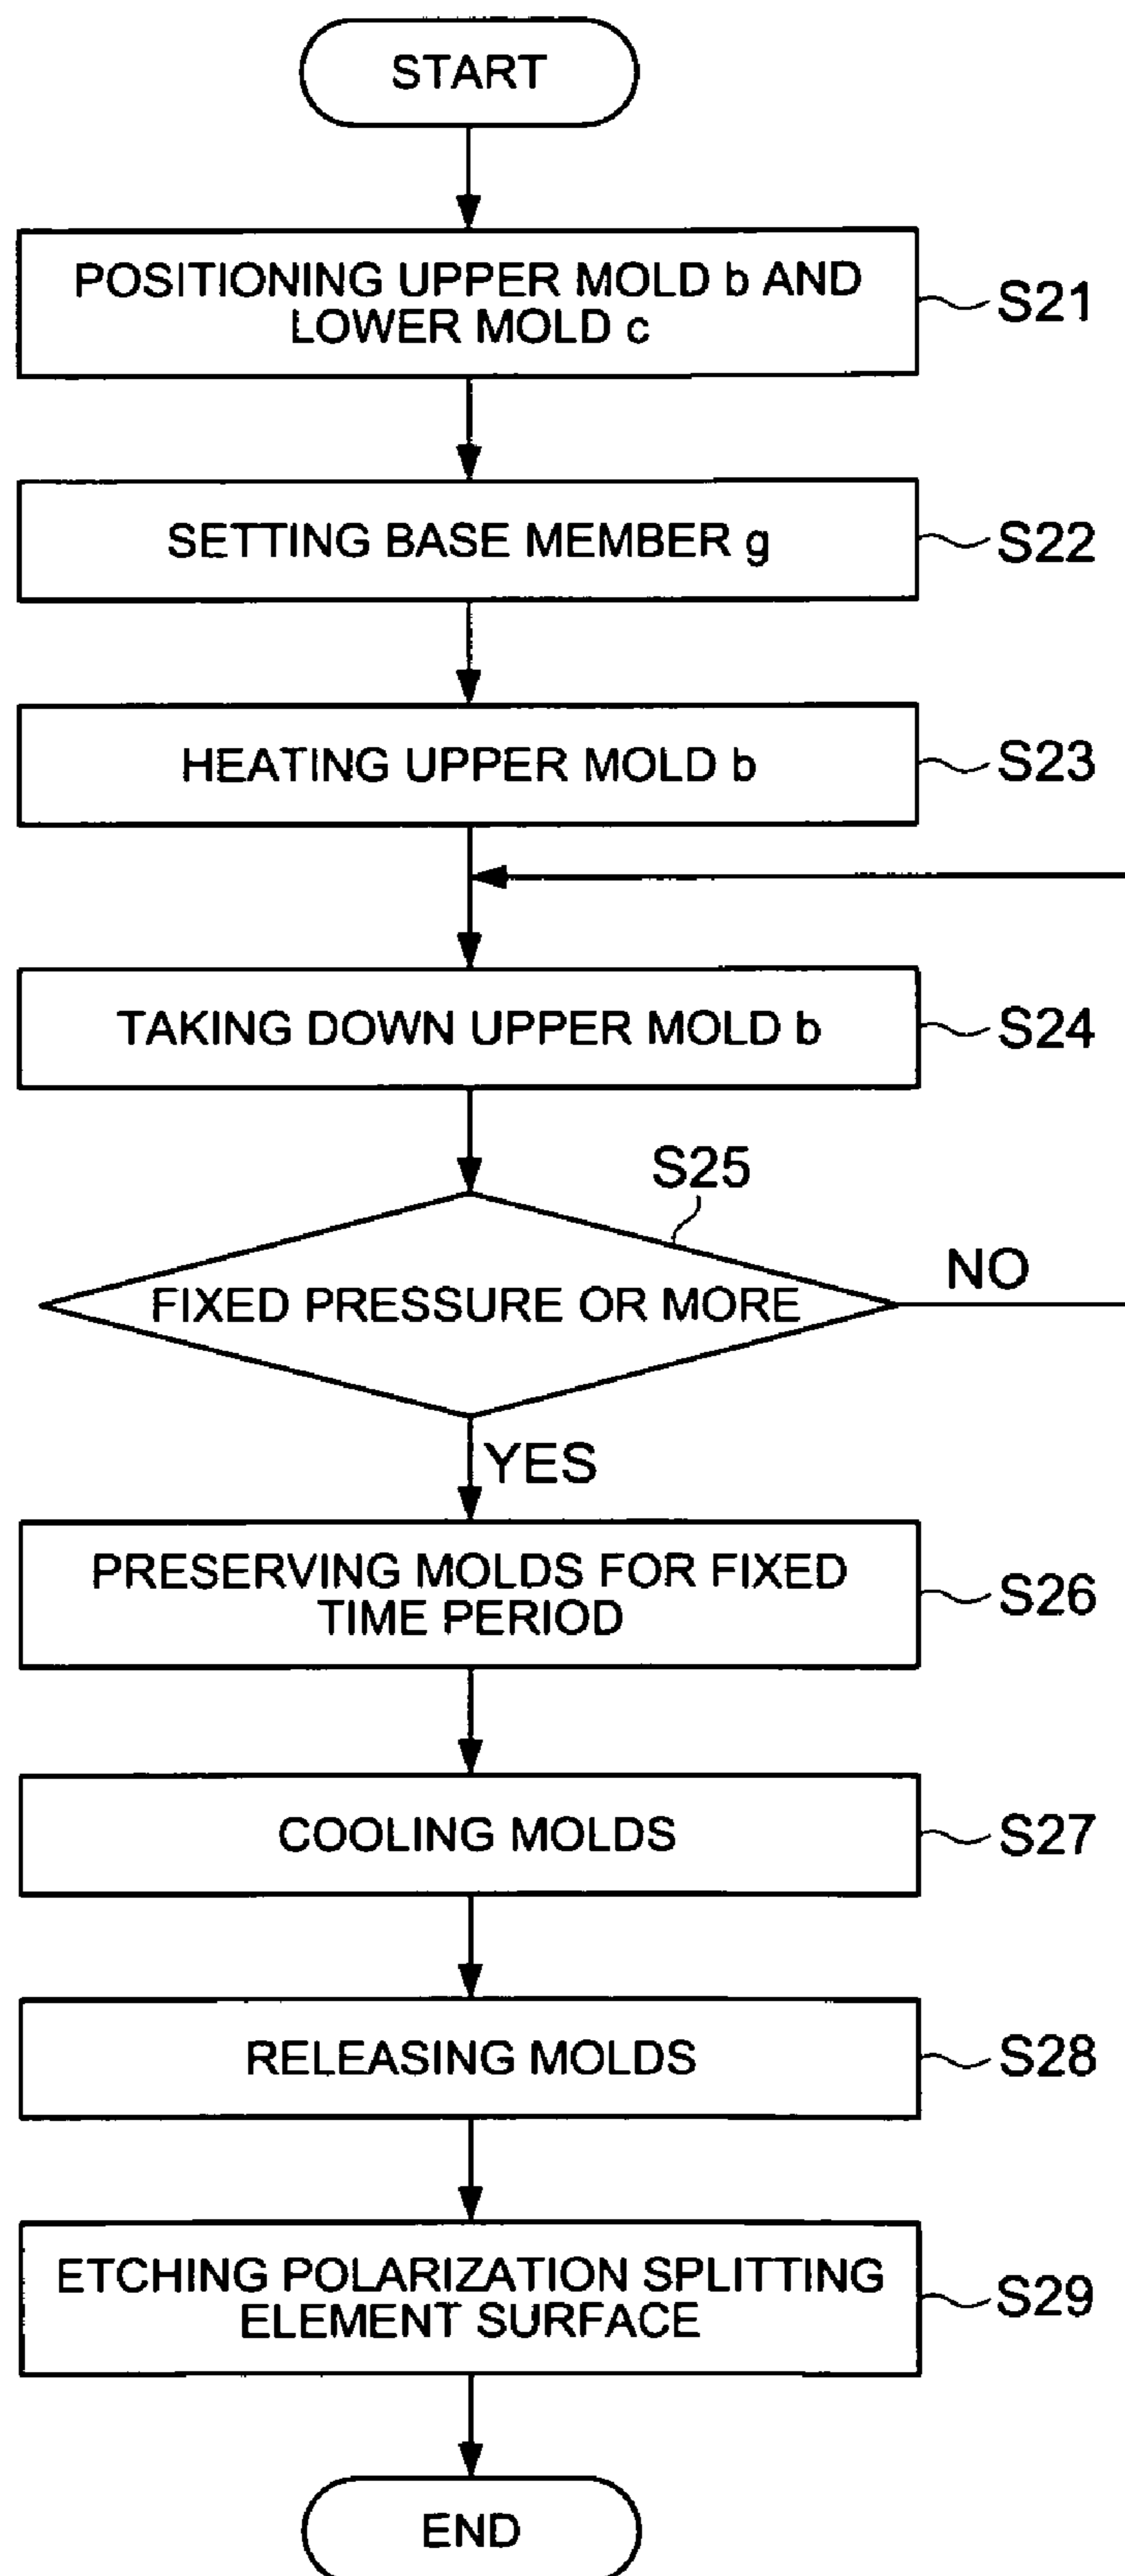 START
POSITIONING UPPER MOLD b AND
LOWER MOLD c
S21
SETTING BASE MEMBER g
S22
HEATING UPPER MOLD b
S23
TAKING DOWN UPPER MOLD b
S24
S25
FIXED PRESSURE OR MORE
NO
YES
PRESERVING MOLDS FOR FIXED
TIME PERIOD
S26
COOLING MOLDS
S27
RELEASING MOLDS
S28
ETCHING POLARIZATION SPLITTING
ELEMENT SURFACE
S29
END